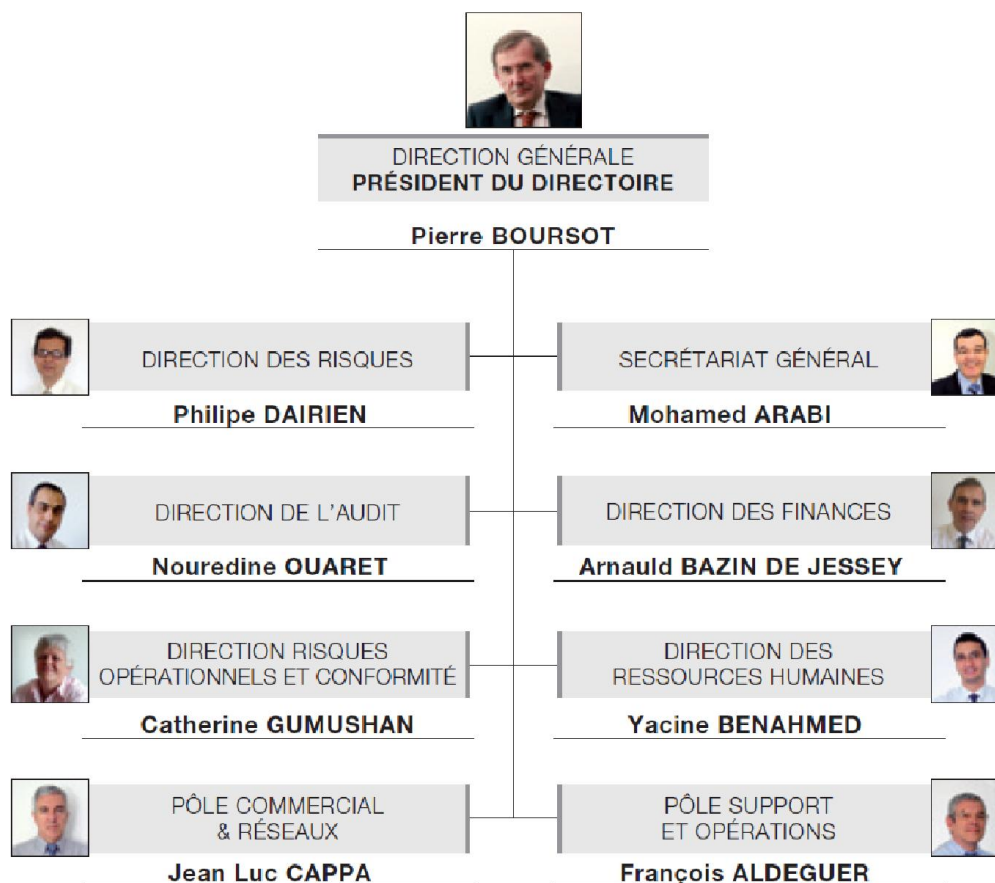 DIRECTION GÉNÉRALE
PRÉSIDENT DU DIRECTOIRE
Pierre BOURSOT
DIRECTION DES RISQUES
Philipe DAIRIEN
SECRÉTARIAT GÉNÉRAL
Mohamed ARABI
DIRECTION DE L'AUDIT
Nouredine OUARET
DIRECTION DES FINANCES
Arnauld BAZIN DE JESSEY
DIRECTION RISQUES
OPÉRATIONNELS ET CONFORMITÉ
Catherine GUMUSHAN
DIRECTION DES
RESSOURCES HUMAINES
Yacine BENAHMED
PÔLE COMMERCIAL
& RÉSEAUX
Jean Luc CAPPA
PÔLE SUPPORT
ET OPÉRATIONS
François ALDEGUER